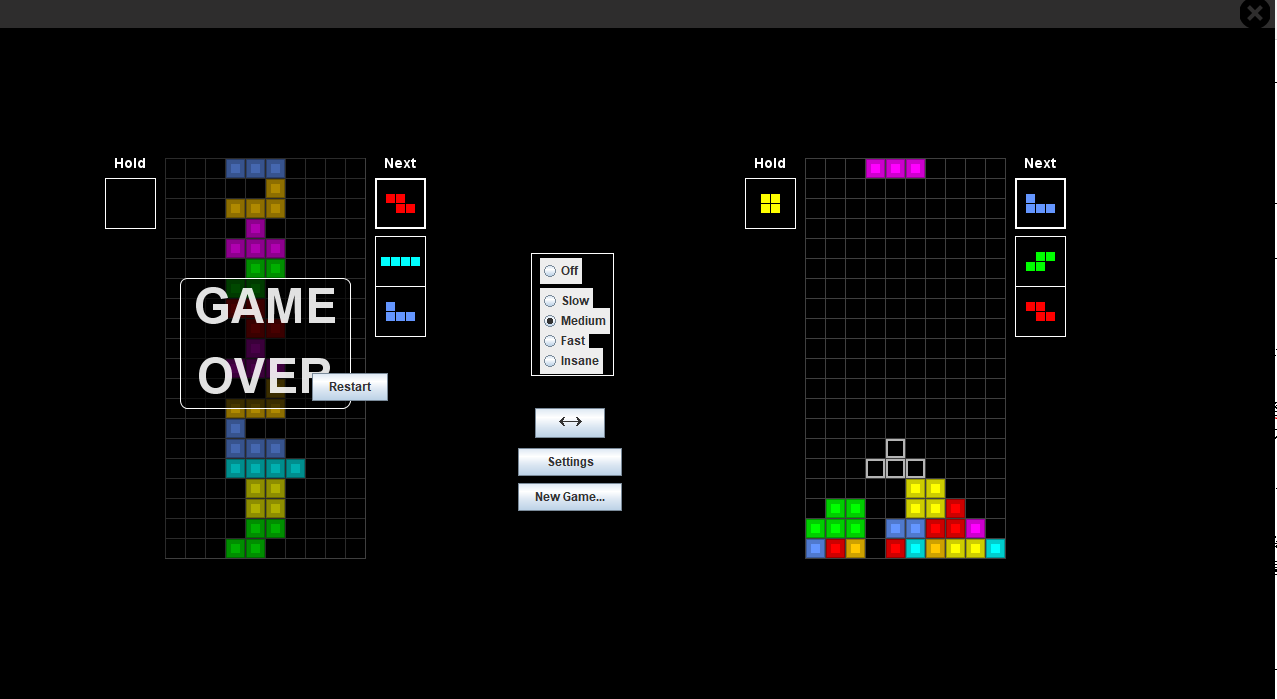 Hold
Next
GAME
OVER
Restart
Off
Slow
Medium
Fast
Insane
Settings
New Game...
Hold
Next